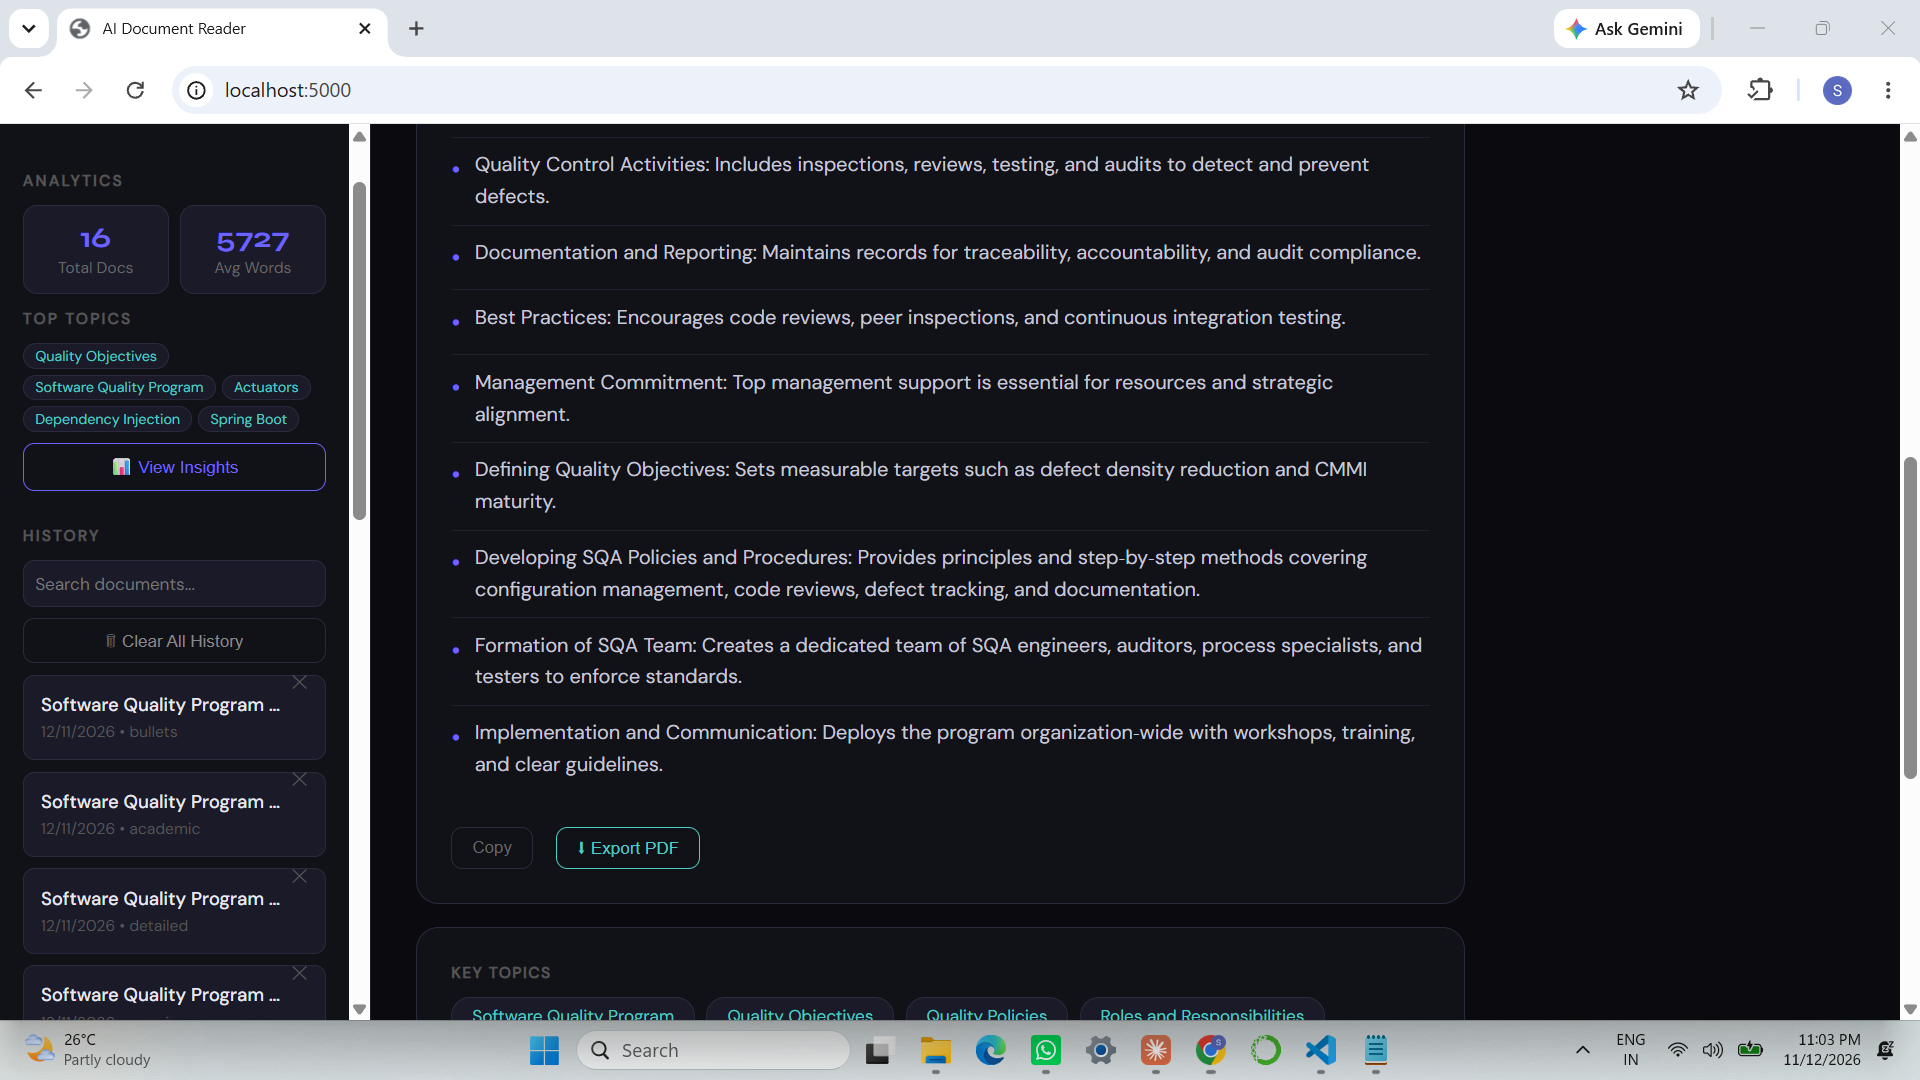 AI Document Reader
Ask Gemini
localhost:5000
S
ANALYTICS
16
Total Docs
5727
Avg Words
TOP TOPICS
Quality Objectives
Software Quality Program
Actuators
Dependency Injection
Spring Boot
View Insights
HISTORY
Search documents...
Clear All History
Software Quality Program ...
12/11/2026 • bullets
Software Quality Program ...
12/11/2026 • academic
Software Quality Program ...
12/11/2026 • detailed
Software Quality Program ...
Quality Control Activities: Includes inspections, reviews, testing, and audits to detect and prevent
defects.
Documentation and Reporting: Maintains records for traceability, accountability, and audit compliance.
Best Practices: Encourages code reviews, peer inspections, and continuous integration testing.
Management Commitment: Top management support is essential for resources and strategic
alignment.
Defining Quality Objectives: Sets measurable targets such as defect density reduction and CMMI
maturity.
Developing SQA Policies and Procedures: Provides principles and step-by-step methods covering
configuration management, code reviews, defect tracking, and documentation.
Formation of SQA Team: Creates a dedicated team of SQA engineers, auditors, process specialists, and
testers to enforce standards.
Implementation and Communication: Deploys the program organization-wide with workshops, training,
and clear guidelines.
Copy
Export PDF
KEY TOPICS
Software Quality Program
Quality Objectives
Quality Policies
Roles and Responsibilities
26°C
Partly cloudy
Search
ENG
IN
11:03 PM
11/12/2026